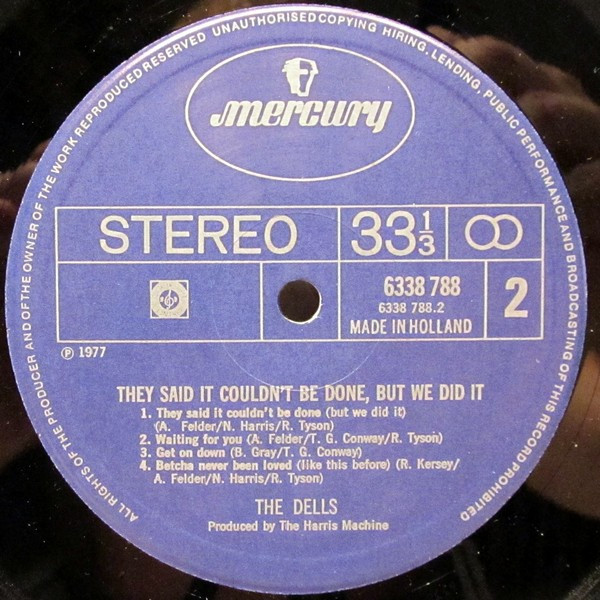 ALL RIGHTS OF THE PRODUCER AND OF THE OWNER OF THE WORK REPRODUCED RESERVED UNAUTHORISED COPYING HIRING, LENDING, PUBLIC PERFORMANCE AND BROADCASTING OF THIS RECORD PROHIBITED
mercury
STEREO 33 1/3
6338 788
6338 788.2
MADE IN HOLLAND
2
℗ 1977
THEY SAID IT COULDN'T BE DONE, BUT WE DID IT
1. They said it couldn't be done (but we did it)
(A. Felder/N. Harris/R. Tyson)
2. Waiting for you (A. Felder/T. G. Conway/R. Tyson)
3. Get on down (B. Gray/T. G. Conway)
4. Betcha never been loved (like this before) (R. Kersey/
A. Felder/N. Harris/R. Tyson)
THE DELLS
Produced by The Harris Machine